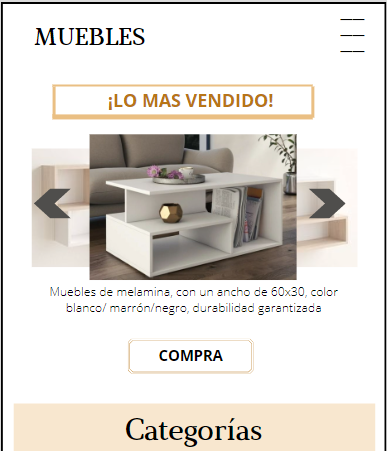 MUEBLES
¡LO MAS VENDIDO!
Muebles de melamina, con un ancho de 60x30, color
blanco/ marrón/negro, durabilidad garantizada
COMPRA
Categorías